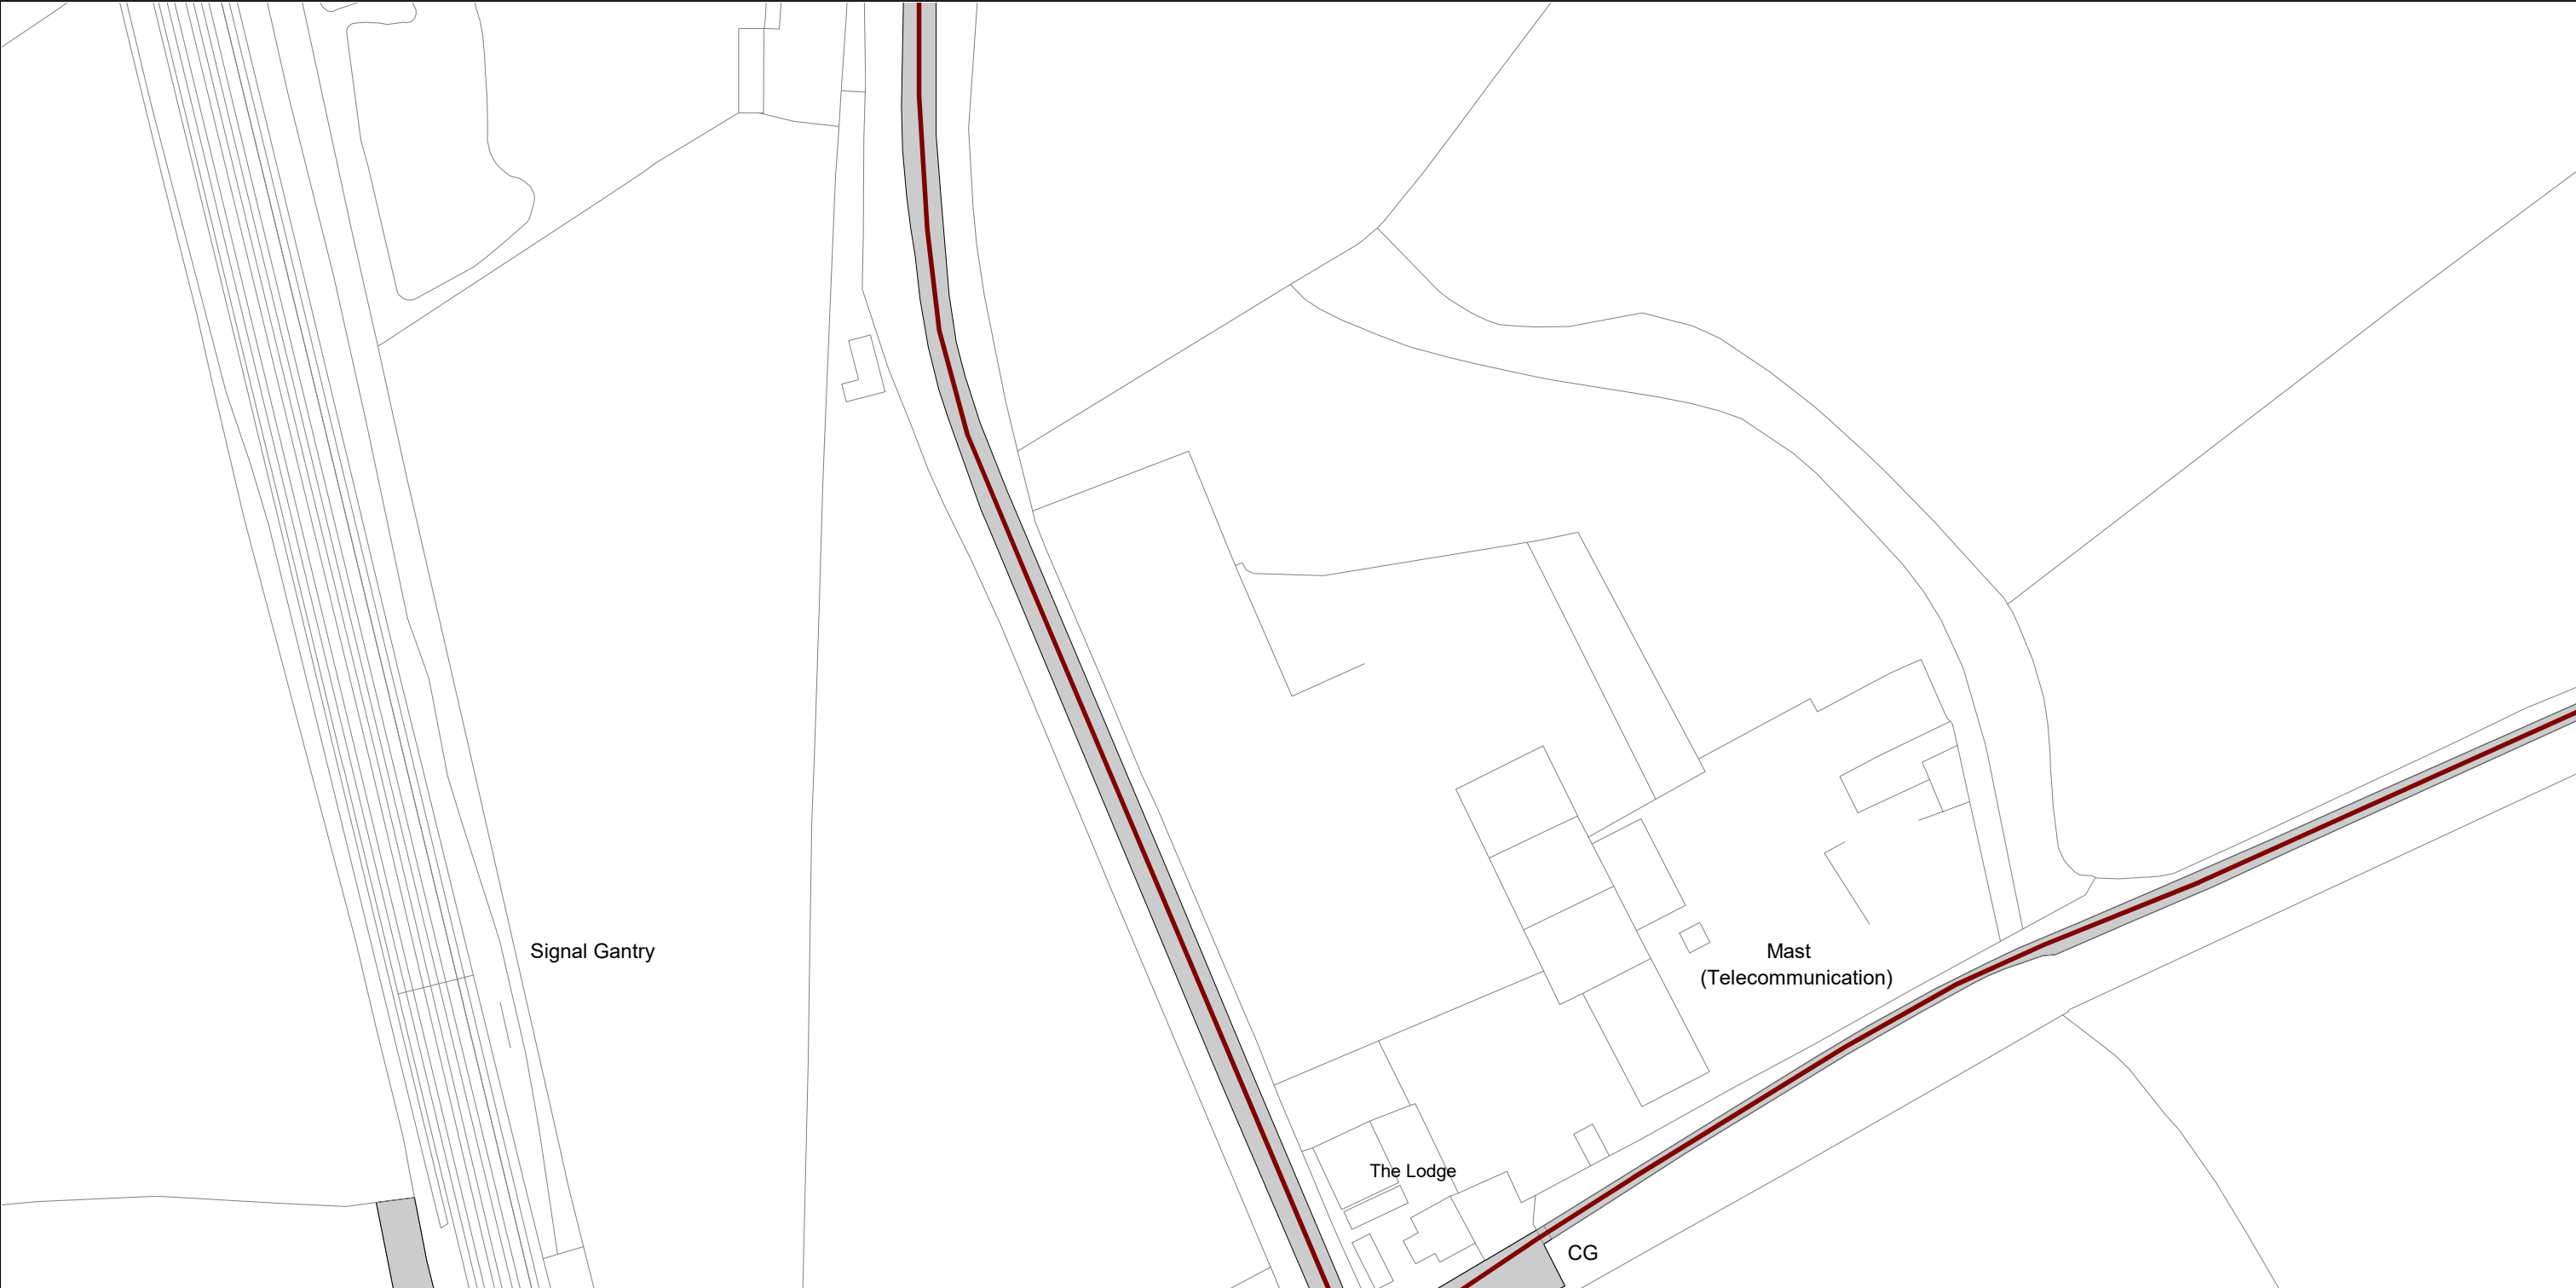 Signal Gantry
Mast
(Telecommunication)
The Lodge
CG